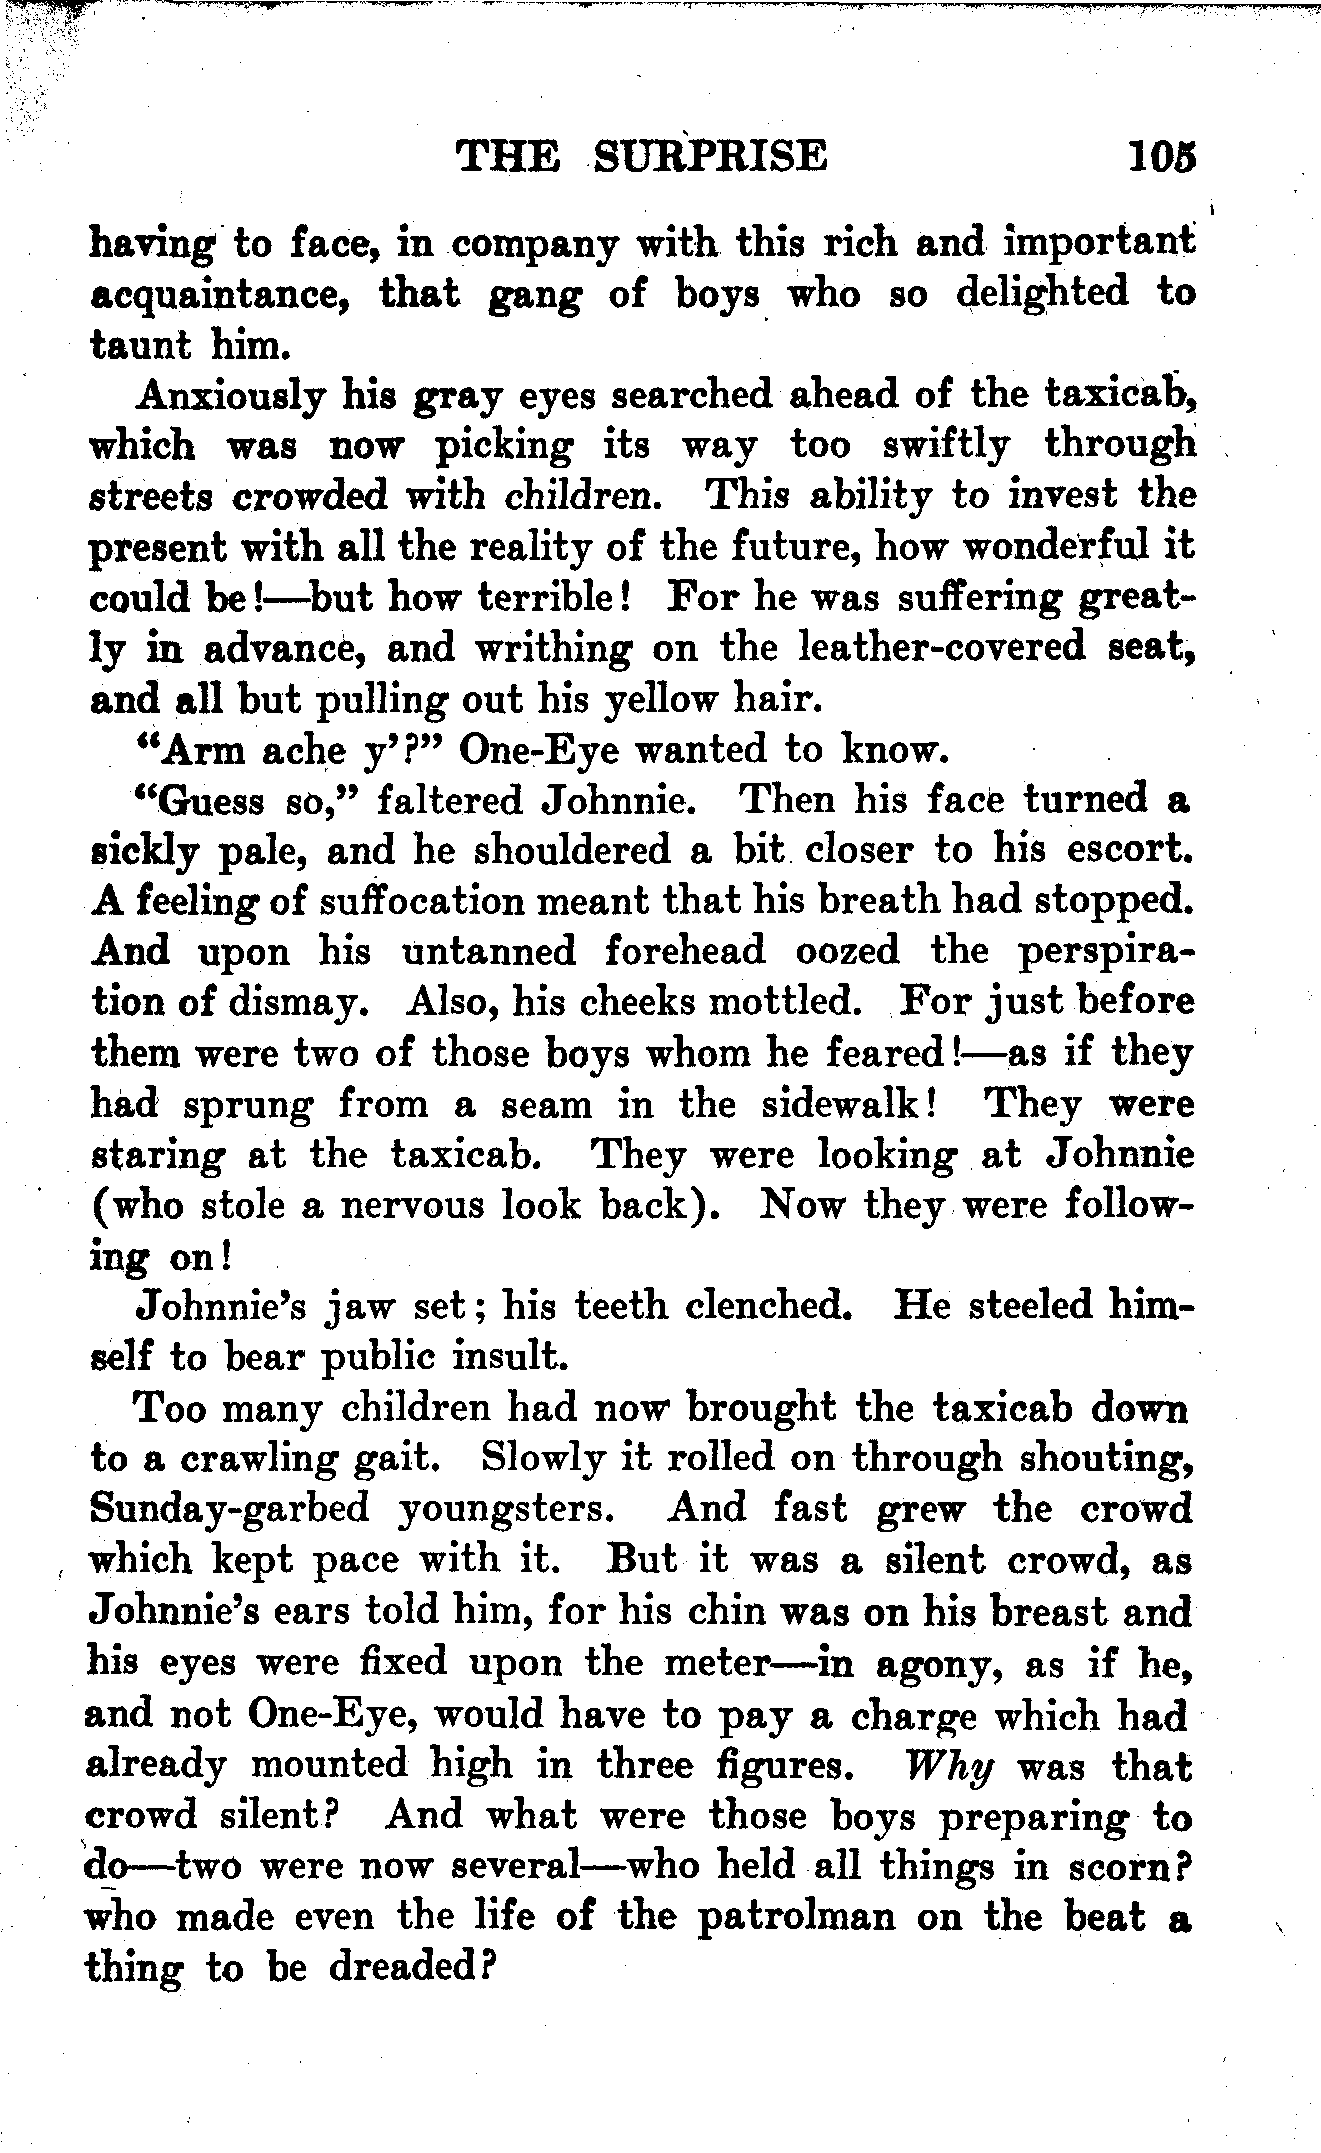 THE SURPRISE 105
having to face, in company with this rich and important
acquaintance, that gang of boys who so delighted to
taunt him.
Anxiously his gray eyes searched ahead of the taxicab,
which was now picking its way too swiftly through
streets crowded with children. This ability to invest the
present with all the reality of the future, how wonderful it
could be!—but how terrible! For he was suffering great-
ly in advance, and writhing on the leather-covered seat,
and all but pulling out his yellow hair.
“Arm ache y’?” One-Eye wanted to know.
“Guess so,” faltered Johnnie. Then his face turned a
sickly pale, and he shouldered a bit closer to his escort.
A feeling of suffocation meant that his breath had stopped.
And upon his untanned forehead oozed the perspira-
tion of dismay. Also, his cheeks mottled. For just before
them were two of those boys whom he feared!—as if they
had sprung from a seam in the sidewalk! They were
staring at the taxicab. They were looking at Johnnie
(who stole a nervous look back). Now they were follow-
ing on!
Johnnie’s jaw set; his teeth clenched. He steeled him-
self to bear public insult.
Too many children had now brought the taxicab down
to a crawling gait. Slowly it rolled on through shouting,
Sunday-garbed youngsters. And fast grew the crowd
which kept pace with it. But it was a silent crowd, as
Johnnie’s ears told him, for his chin was on his breast and
his eyes were fixed upon the meter—in agony, as if he,
and not One-Eye, would have to pay a charge which had
already mounted high in three figures. Why was that
crowd silent? And what were those boys preparing to
do—two were now several—who held all things in scorn?
who made even the life of the patrolman on the beat a
thing to be dreaded?